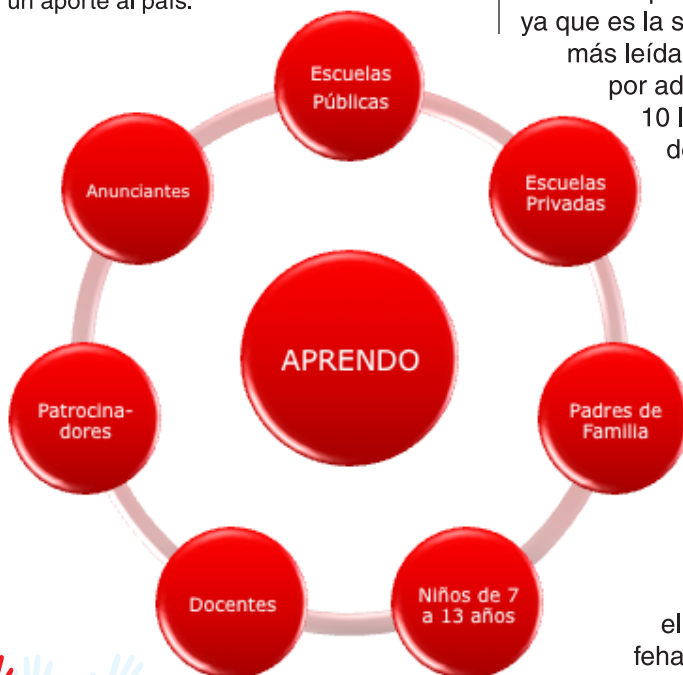 un aporte al país.
ya que es la s
más leída
por ad
10 l
d
Escuelas
Públicas
Escuelas
Privadas
Padres de
Familia
Niños de 7
a 13 años
Docentes
Patrocina-
dores
Anunciantes
APRENDO
el
feha